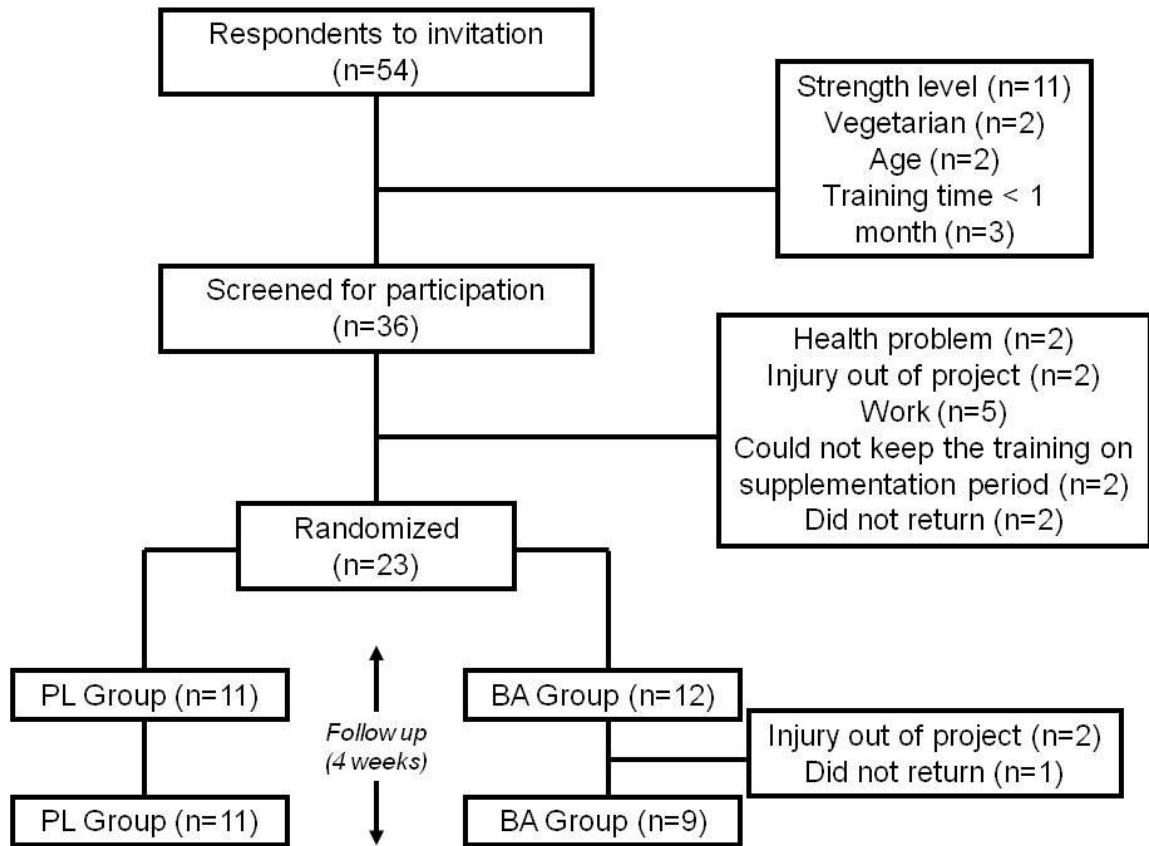 Respondents to invitation
(n=54)
Strength level (n=11)
Vegetarian (n=2)
Age (n=2)
Training time < 1
month (n=3)
Screened for participation
(n=36)
Health problem (n=2)
Injury out of project (n=2)
Work (n=5)
Could not keep the training on
supplementation period (n=2)
Did not return (n=2)
Randomized
(n=23)
PL Group (n=11)
Follow up
(4 weeks)
BA Group (n=12)
Injury out of project (n=2)
Did not return (n=1)
PL Group (n=11)
BA Group (n=9)